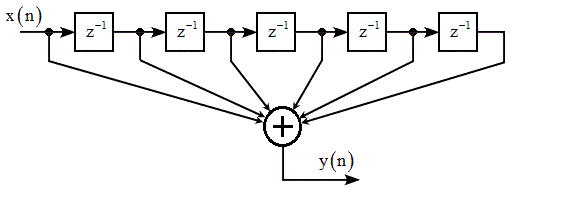 x(n)
z⁻¹ z⁻¹ z⁻¹ z⁻¹ z⁻¹
+
y(n)